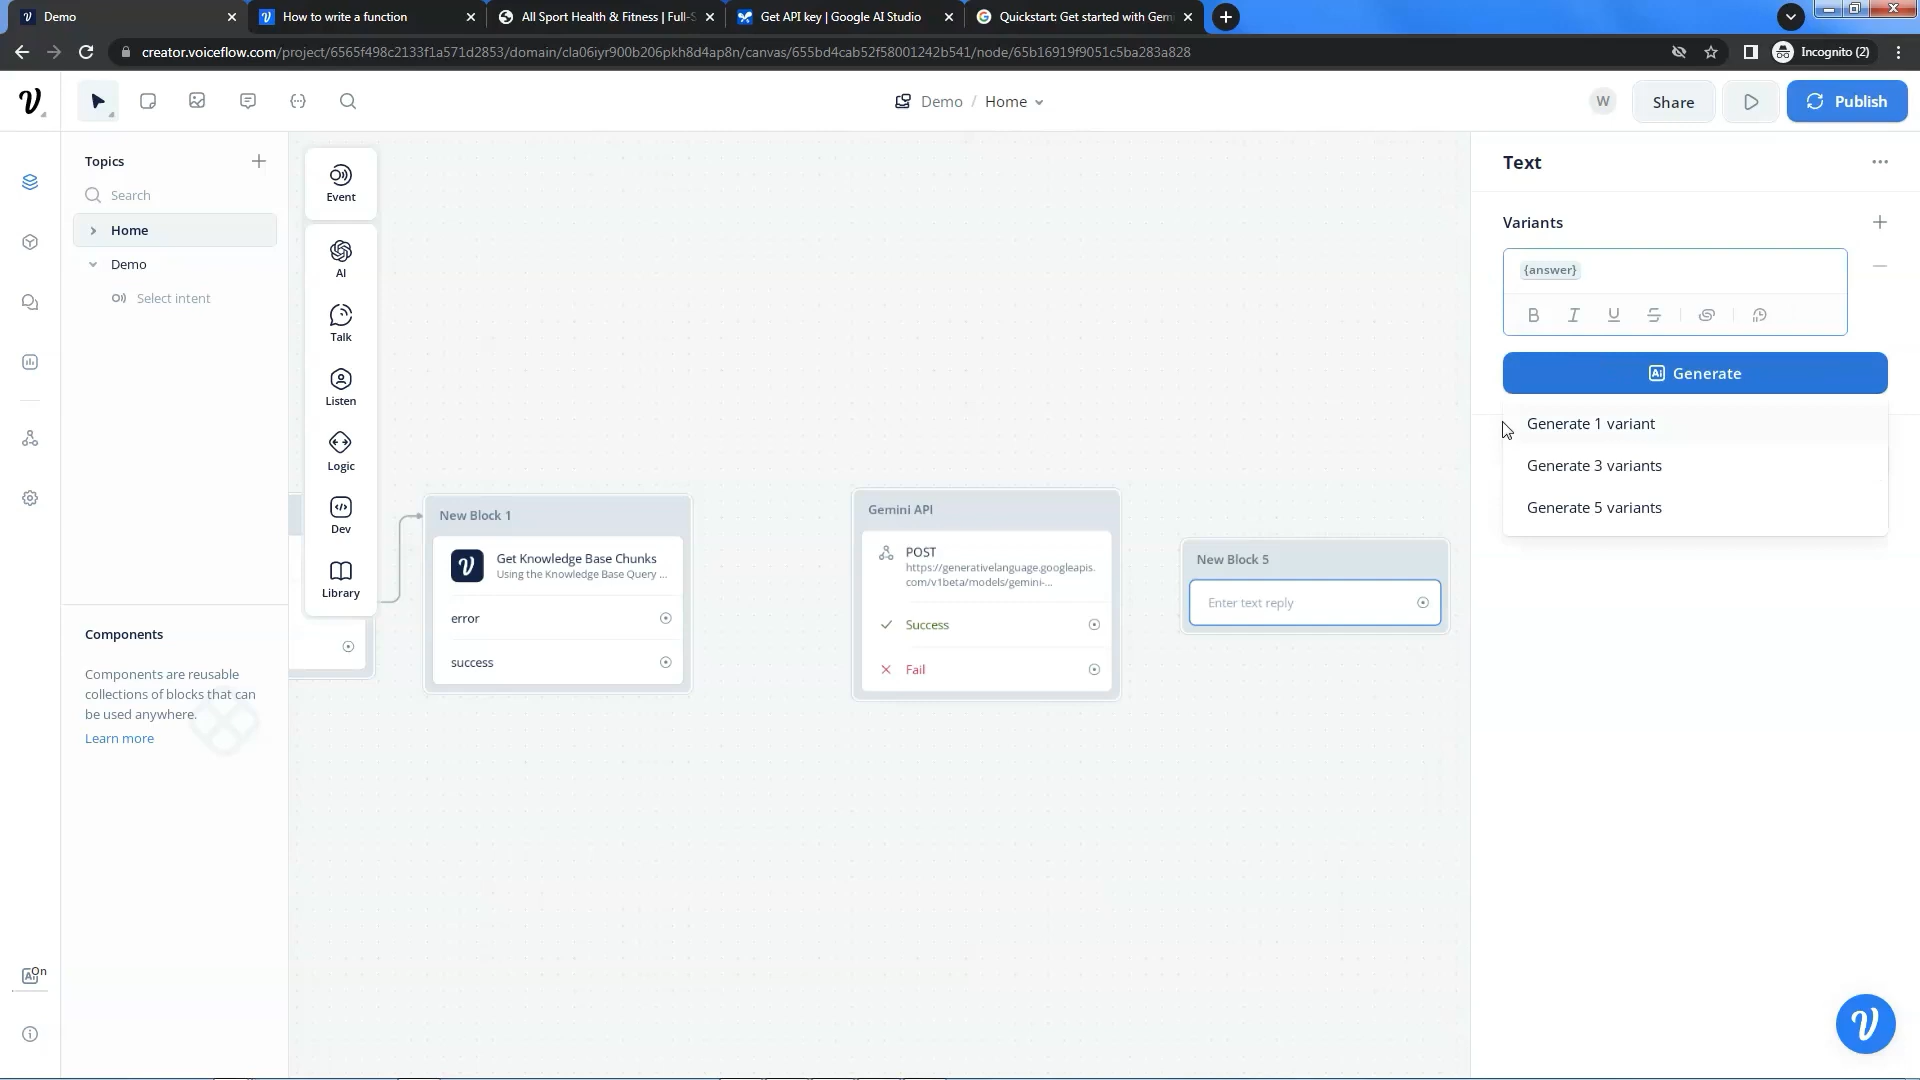 Demo
How to write a function
All Sport Health & Fitness | Full-S
Get API key | Google AI Studio
Quickstart: Get started with Gem
creator.voiceflow.com/project/6565f498c2133f1a571d2853/domain/cla06iyr900b206pkh8d4ap8n/canvas/655bd4cab52f58001242b541/node/65b16919f9051c5ba283a828
Incognito (2)
Demo / Home
W
Share
Publish
Topics
Search
Home
Demo
Select intent
Components
Components are reusable
collections of blocks that can
be used anywhere.
Learn more
On
Event
AI
Talk
Listen
Logic
Dev
Library
New Block 1
Get Knowledge Base Chunks
Using the Knowledge Base Query ...
error
success
Gemini API
POST
https://generativelanguage.googleapis.
com/v1beta/models/gemini-...
Success
Fail
New Block 5
Enter text reply
Text
Variants
{answer}
B I U S
Ai Generate
Generate 1 variant
Generate 3 variants
Generate 5 variants